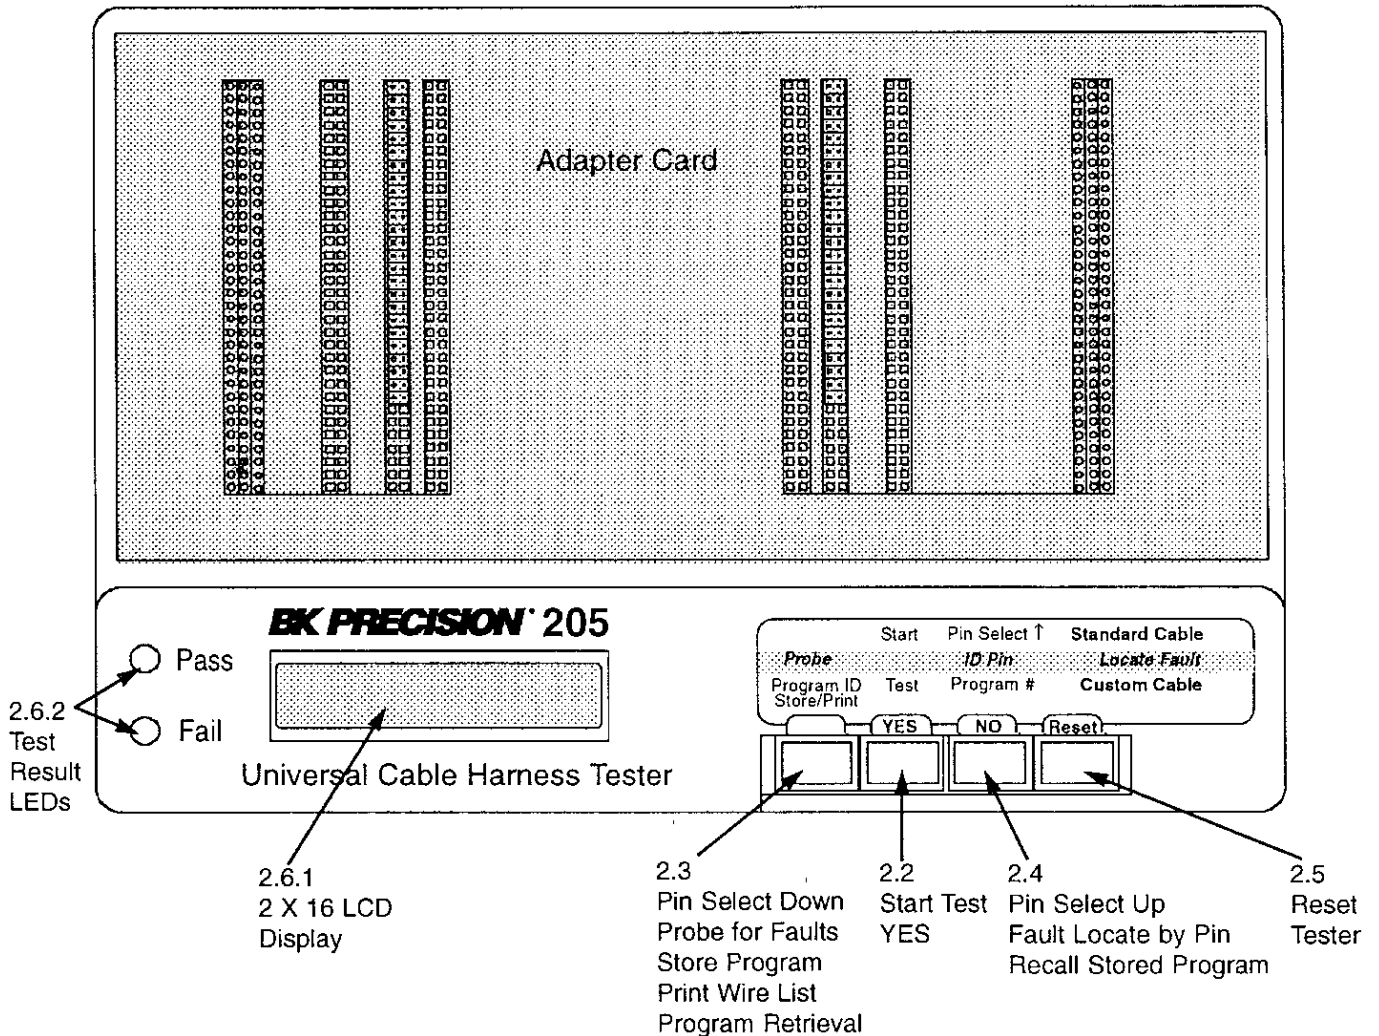 Adapter Card
BK PRECISION 205
Pass
Fail
Universal Cable Harness Tester
Start Pin Select ↑ Standard Cable
Probe ID Pin Locate Fault
Program ID Test Program # Custom Cable
Store/Print
YES NO Reset
2.6.2
Test
Result
LEDs
2.6.1
2 X 16 LCD
Display
2.3
Pin Select Down
Probe for Faults
Store Program
Print Wire List
Program Retrieval
2.2
Start Test
YES
2.4
Pin Select Up
Fault Locate by Pin
Recall Stored Program
2.5
Reset
Tester